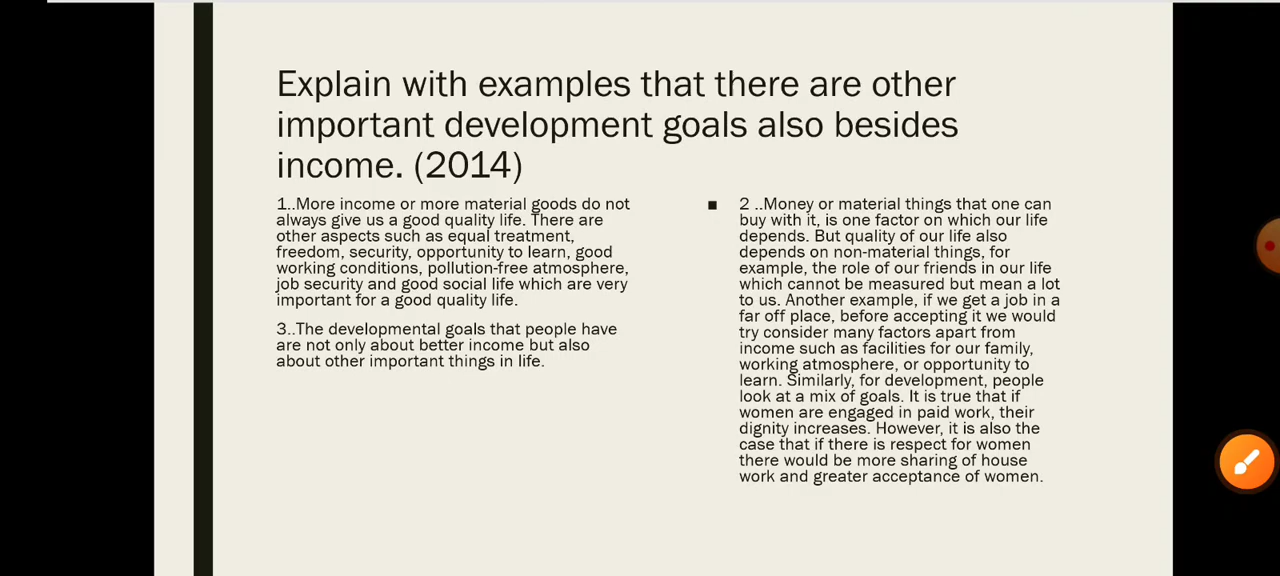 Explain with examples that there are other
important development goals also besides
income. (2014)
1..More income or more material goods do not
always give us a good quality life. There are
other aspects such as equal treatment,
freedom, security, opportunity to learn, good
working conditions, pollution-free atmosphere,
job security and good social life which are very
important for a good quality life.
3..The developmental goals that people have
are not only about better income but also
about other important things in life.
2 ..Money or material things that one can
buy with it, is one factor on which our life
depends. But quality of our life also
depends on non-material things, for
example, the role of our friends in our life
which cannot be measured but mean a lot
to us. Another example, if we get a job in a
far off place, before accepting it we would
try consider many factors apart from
income such as facilities for our family,
working atmosphere, or opportunity to
learn. Similarly, for development, people
look at a mix of goals. It is true that if
women are engaged in paid work, their
dignity increases. However, it is also the
case that if there is respect for women
there would be more sharing of house
work and greater acceptance of women.